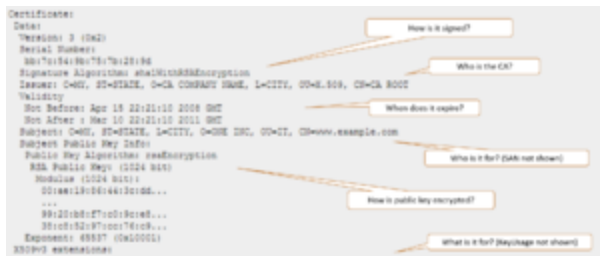 Certificate:
Data:
Version: 3 (0x2)
Serial Number:
How is it signed?
Signature Algorithm: sha1WithRSAEncryption
Who is the CA?
Issuer: ST=STATE, O=CA COMPANY NAME, L=CITY, OU=X.509, CN=CA ROOT
Validity
Not Before: Apr 15 22:21:10 2008 GMT
When does it expire?
Not After : Mar 10 22:21:10 2011 GMT
Subject: ST=STATE, L=CITY, O=ONE INC, OU=IT, CN=www.example.com
Subject Public Key Info:
Who is it for? (SAN not shown)
Public Key Algorithm: rsaEncryption
RSA Public Key: (1024 bit)
Modulus (1024 bit):
How is public key encrypted?
...
Exponent: 65537 (0x10001)
What is it for? (KeyUsage not shown)
X509v3 extensions: